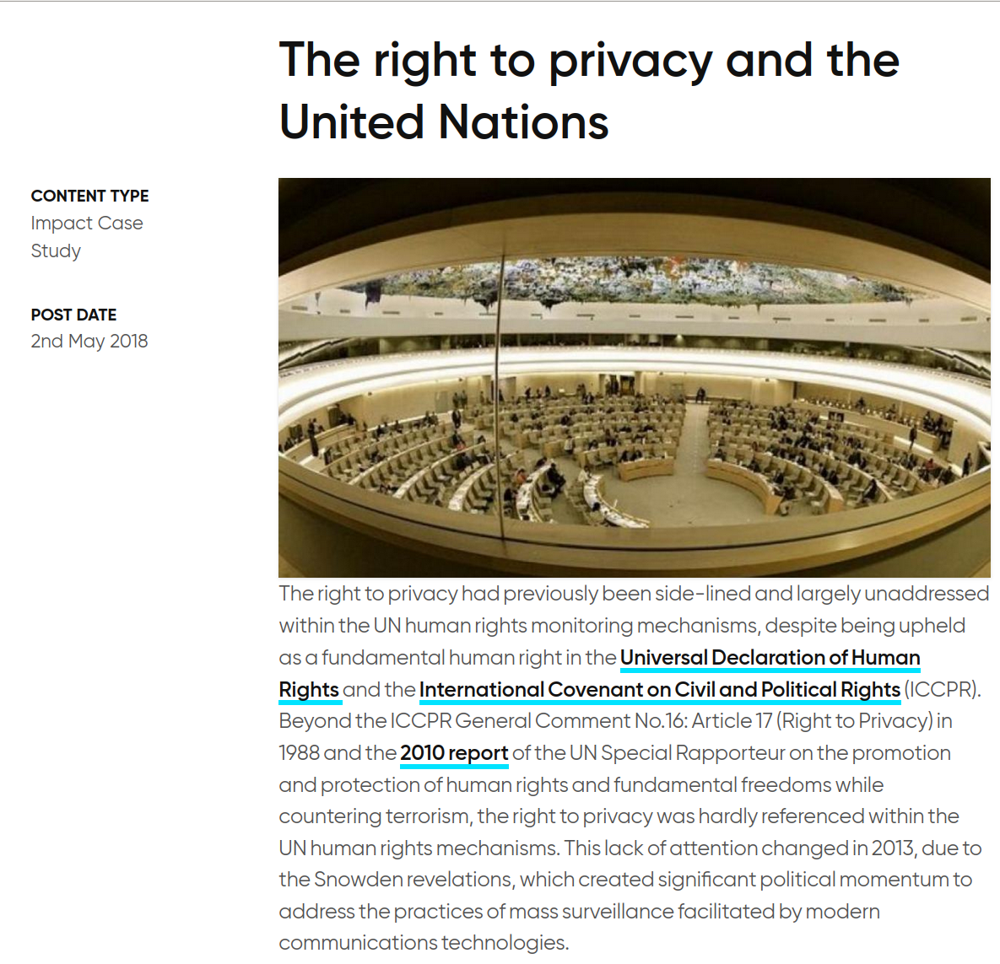 The right to privacy and the
United Nations
CONTENT TYPE
Impact Case
Study
POST DATE
2nd May 2018
The right to privacy had previously been side-lined and largely unaddressed
within the UN human rights monitoring mechanisms, despite being upheld
as a fundamental human right in the Universal Declaration of Human
Rights and the International Covenant on Civil and Political Rights (ICCPR).
Beyond the ICCPR General Comment No.16: Article 17 (Right to Privacy) in
1988 and the 2010 report of the UN Special Rapporteur on the promotion
and protection of human rights and fundamental freedoms while
countering terrorism, the right to privacy was hardly referenced within the
UN human rights mechanisms. This lack of attention changed in 2013, due to
the Snowden revelations, which created significant political momentum to
address the practices of mass surveillance facilitated by modern
communications technologies.